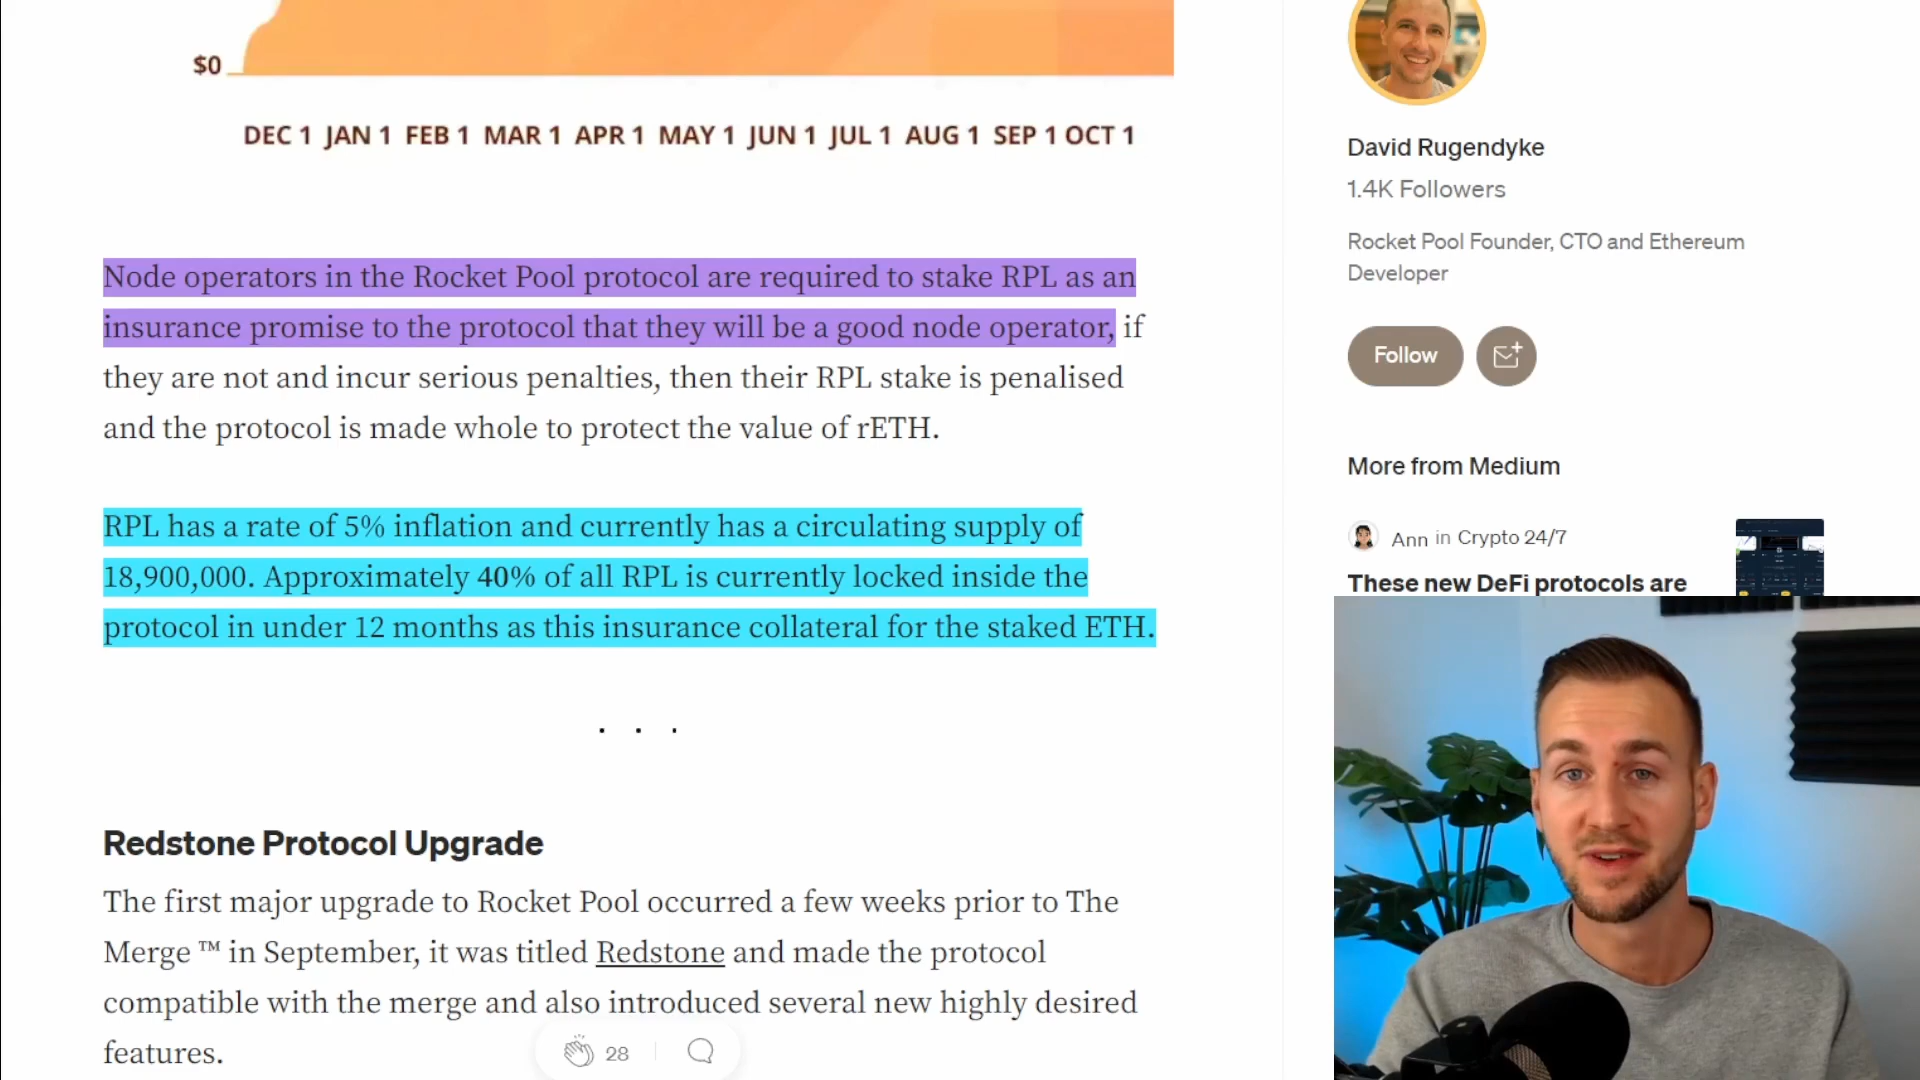 $0
DEC 1 JAN 1 FEB 1 MAR 1 APR 1 MAY 1 JUN 1 JUL 1 AUG 1 SEP 1 OCT 1
Node operators in the Rocket Pool protocol are required to stake RPL as an
insurance promise to the protocol that they will be a good node operator, if
they are not and incur serious penalties, then their RPL stake is penalised
and the protocol is made whole to protect the value of rETH.
RPL has a rate of 5% inflation and currently has a circulating supply of
18,900,000. Approximately 40% of all RPL is currently locked inside the
protocol in under 12 months as this insurance collateral for the staked ETH.
. . .
Redstone Protocol Upgrade
The first major upgrade to Rocket Pool occurred a few weeks prior to The
Merge ™ in September, it was titled Redstone and made the protocol
compatible with the merge and also introduced several new highly desired
features.
28
David Rugendyke
1.4K Followers
Rocket Pool Founder, CTO and Ethereum
Developer
Follow
More from Medium
Ann in Crypto 24/7
These new DeFi protocols are